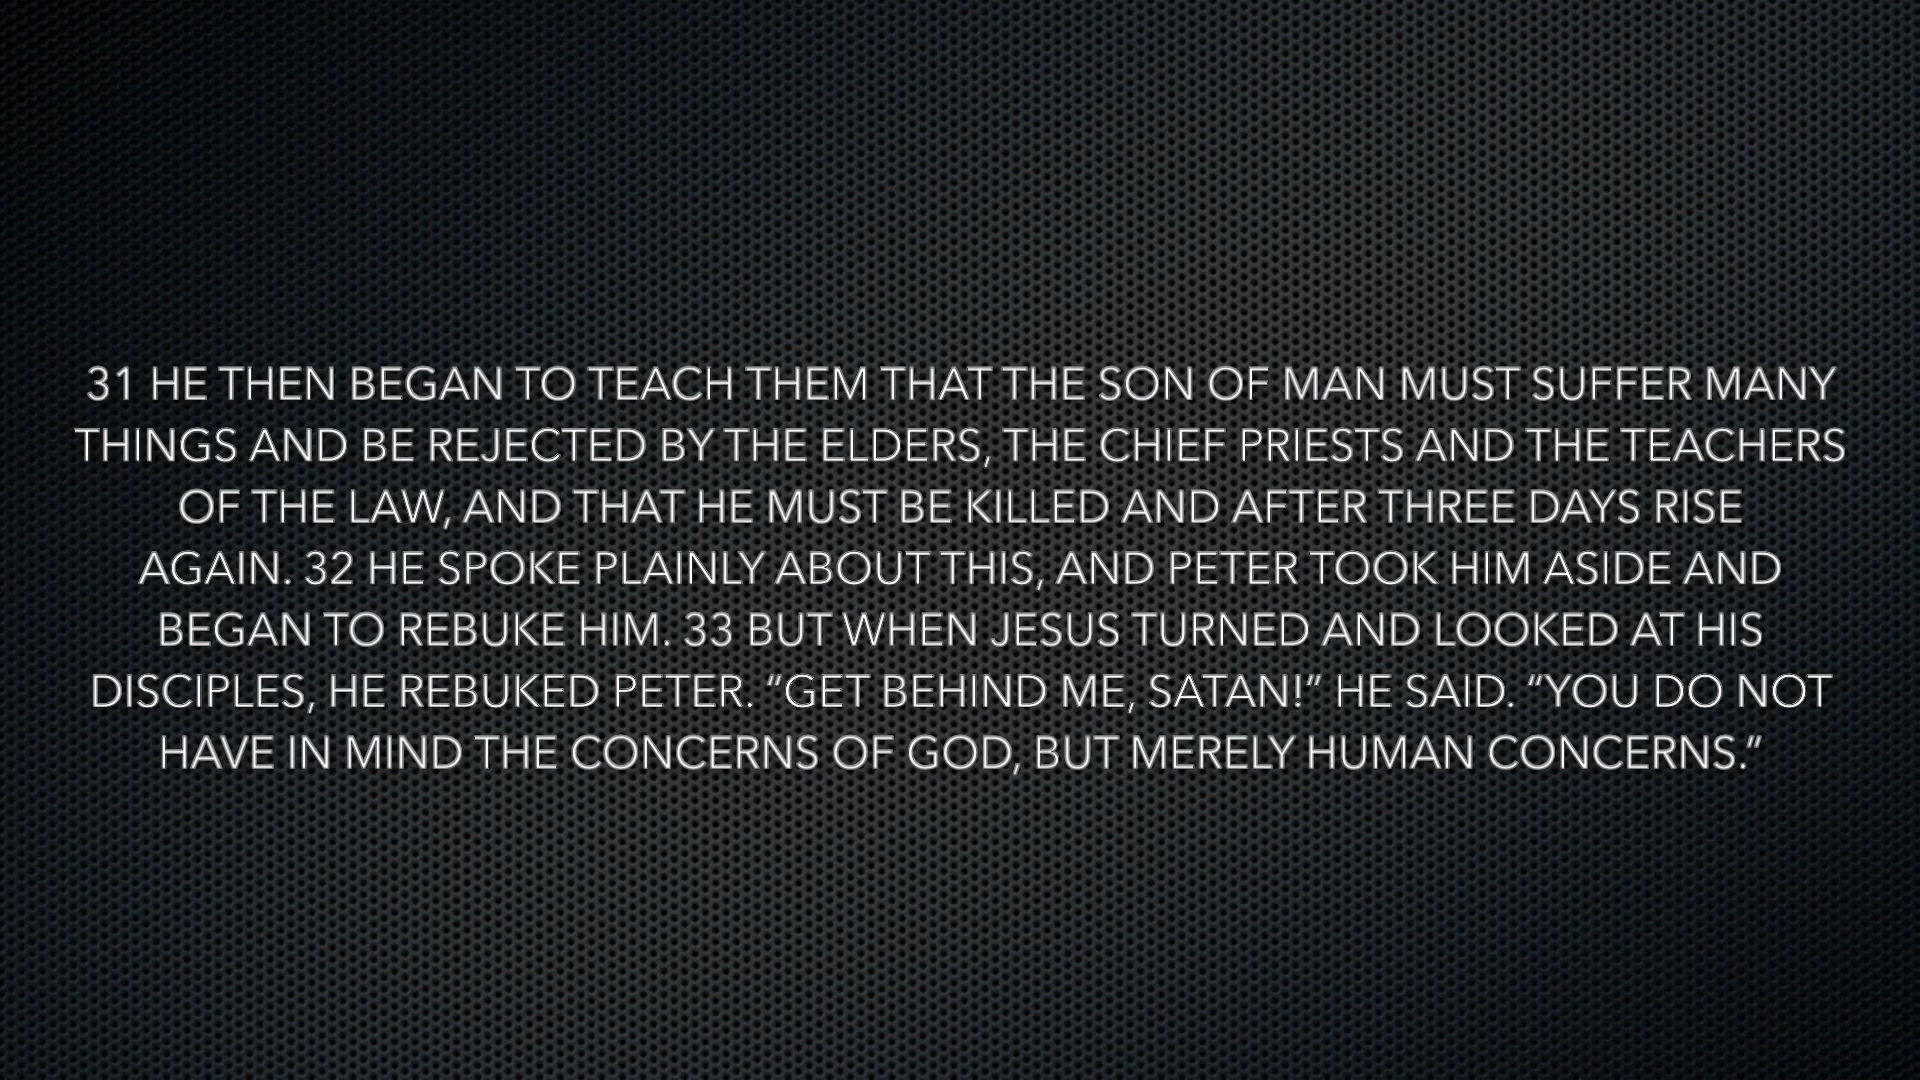 31 HE THEN BEGAN TO TEACH THEM THAT THE SON OF MAN MUST SUFFER MANY
THINGS AND BE REJECTED BY THE ELDERS, THE CHIEF PRIESTS AND THE TEACHERS
OF THE LAW, AND THAT HE MUST BE KILLED AND AFTER THREE DAYS RISE
AGAIN. 32 HE SPOKE PLAINLY ABOUT THIS, AND PETER TOOK HIM ASIDE AND
BEGAN TO REBUKE HIM. 33 BUT WHEN JESUS TURNED AND LOOKED AT HIS
DISCIPLES, HE REBUKED PETER. “GET BEHIND ME, SATAN!” HE SAID. “YOU DO NOT
HAVE IN MIND THE CONCERNS OF GOD, BUT MERELY HUMAN CONCERNS.”